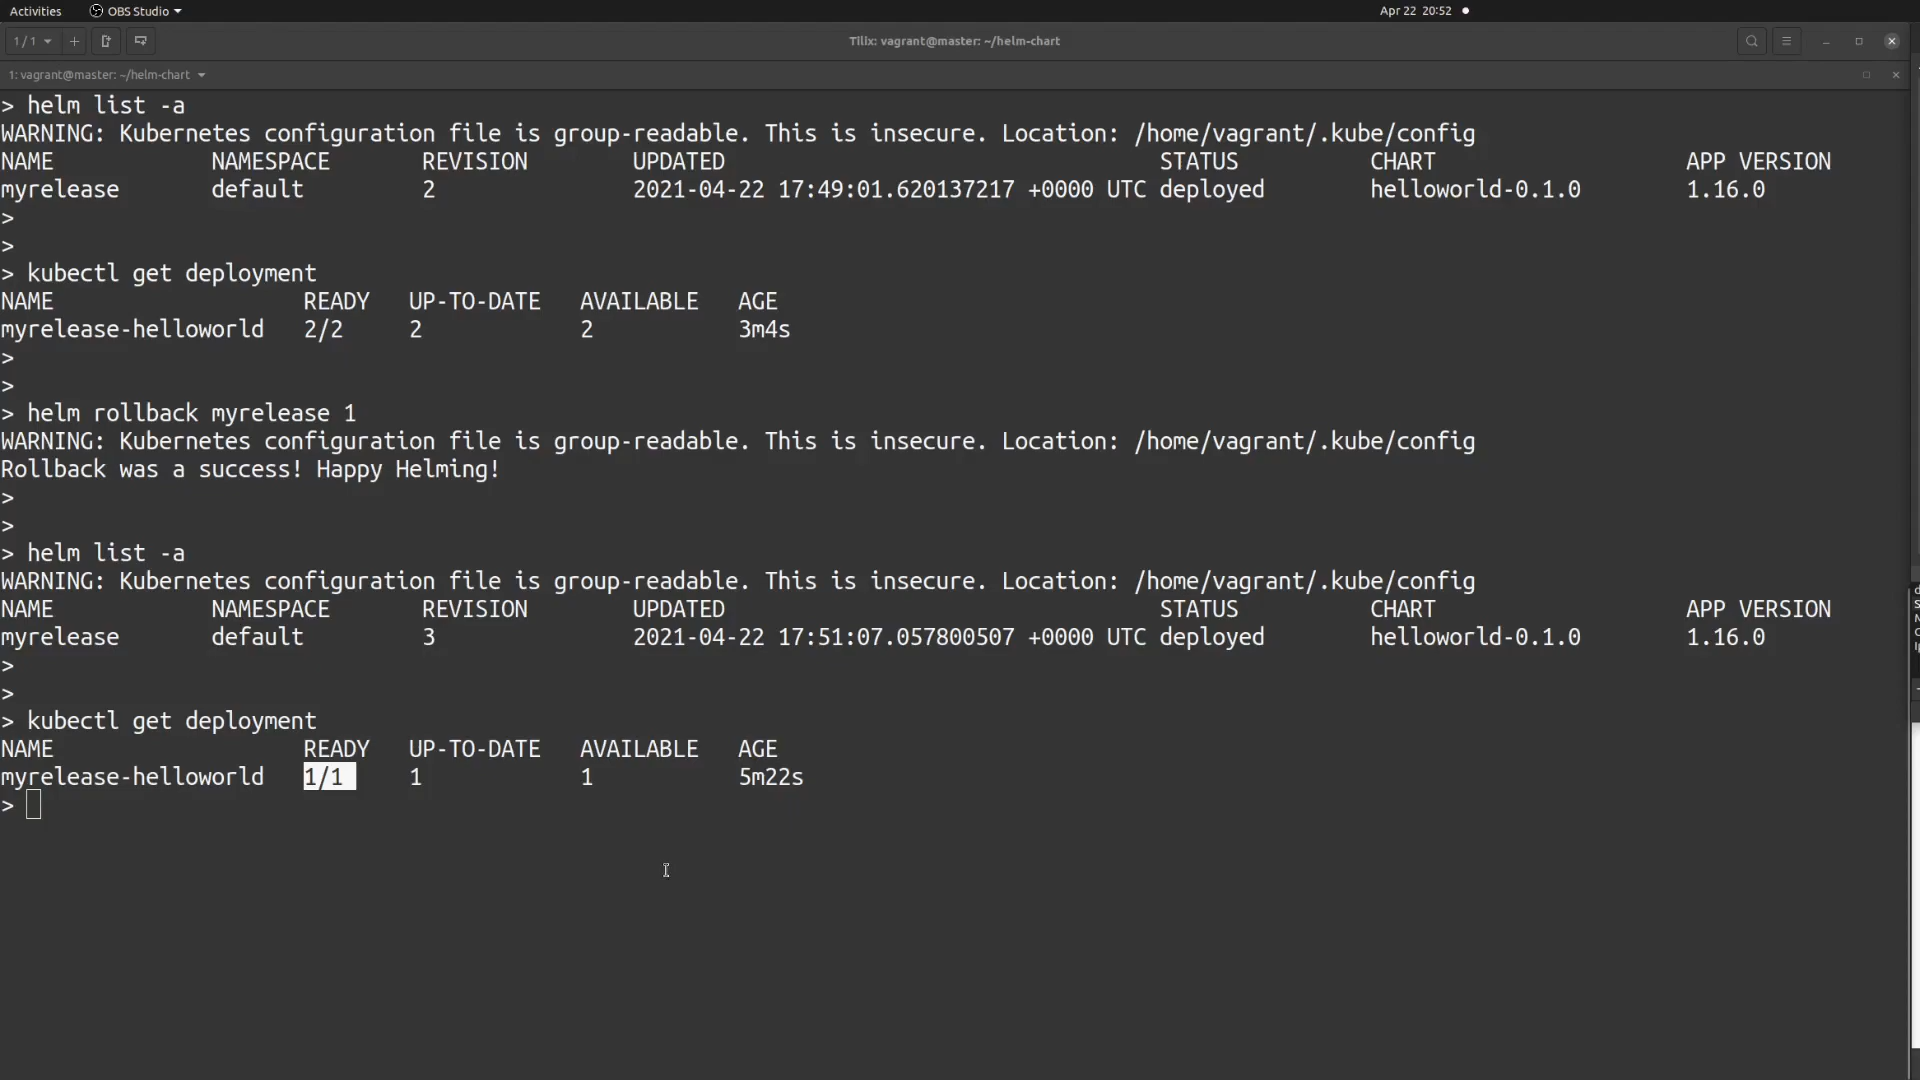 Activities OBS Studio Apr 22 20:52
1 / 1 Tilix: vagrant@master: ~/helm-chart
1: vagrant@master: ~/helm-chart
> helm list -a
WARNING: Kubernetes configuration file is group-readable. This is insecure. Location: /home/vagrant/.kube/config
NAME NAMESPACE REVISION UPDATED STATUS CHART APP VERSION
myrelease default 2 2021-04-22 17:49:01.620137217 +0000 UTC deployed helloworld-0.1.0 1.16.0
>
>
> kubectl get deployment
NAME READY UP-TO-DATE AVAILABLE AGE
myrelease-helloworld 2/2 2 2 3m4s
>
>
> helm rollback myrelease 1
WARNING: Kubernetes configuration file is group-readable. This is insecure. Location: /home/vagrant/.kube/config
Rollback was a success! Happy Helming!
>
>
> helm list -a
WARNING: Kubernetes configuration file is group-readable. This is insecure. Location: /home/vagrant/.kube/config
NAME NAMESPACE REVISION UPDATED STATUS CHART APP VERSION
myrelease default 3 2021-04-22 17:51:07.057800507 +0000 UTC deployed helloworld-0.1.0 1.16.0
>
>
> kubectl get deployment
NAME READY UP-TO-DATE AVAILABLE AGE
myrelease-helloworld 1/1 1 1 5m22s
>